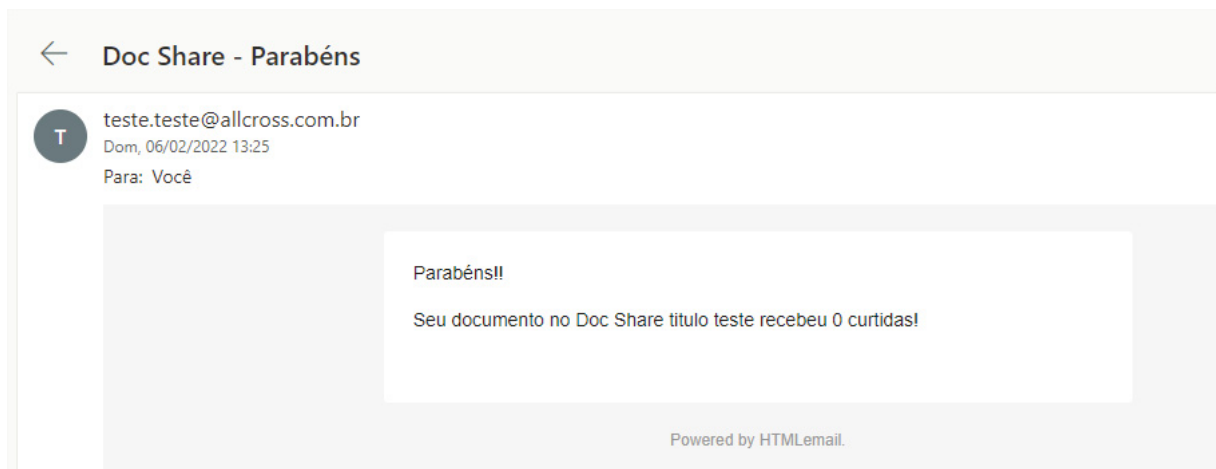 Doc Share - Parabéns
T
teste.teste@allcross.com.br
Dom, 06/02/2022 13:25
Para: Você
Parabéns!!
Seu documento no Doc Share titulo teste recebeu 0 curtidas!
Powered by HTMLemail.